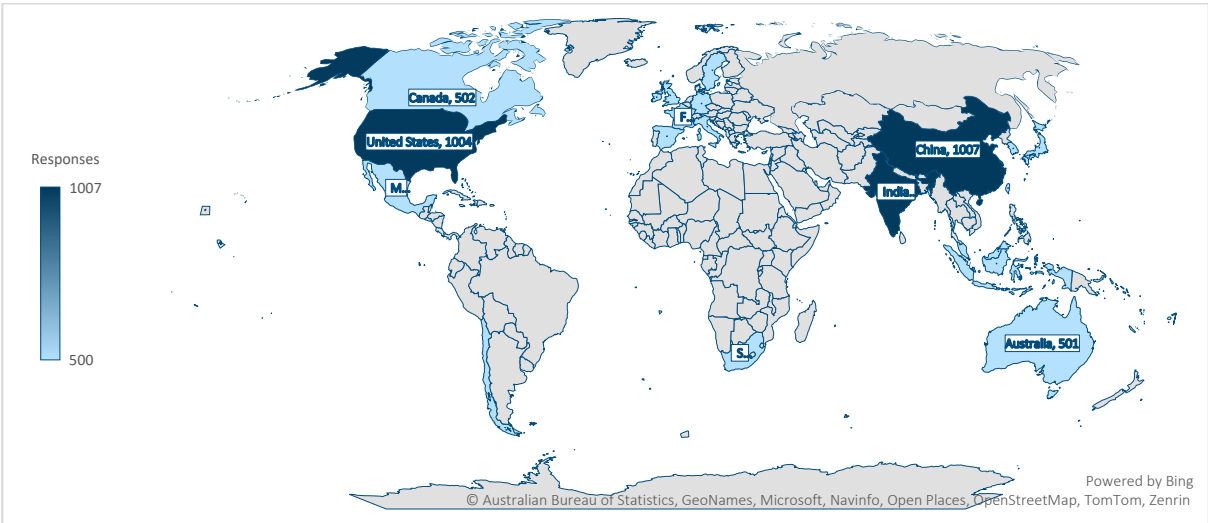 Canada, 502
F...
Responses
United States, 1004
China, 1007
1007
M...
India...
500
S...
Australia, 501
Powered by Bing
© Australian Bureau of Statistics, GeoNames, Microsoft, Navinfo, Open Places, OpenStreetMap, TomTom, Zenrin